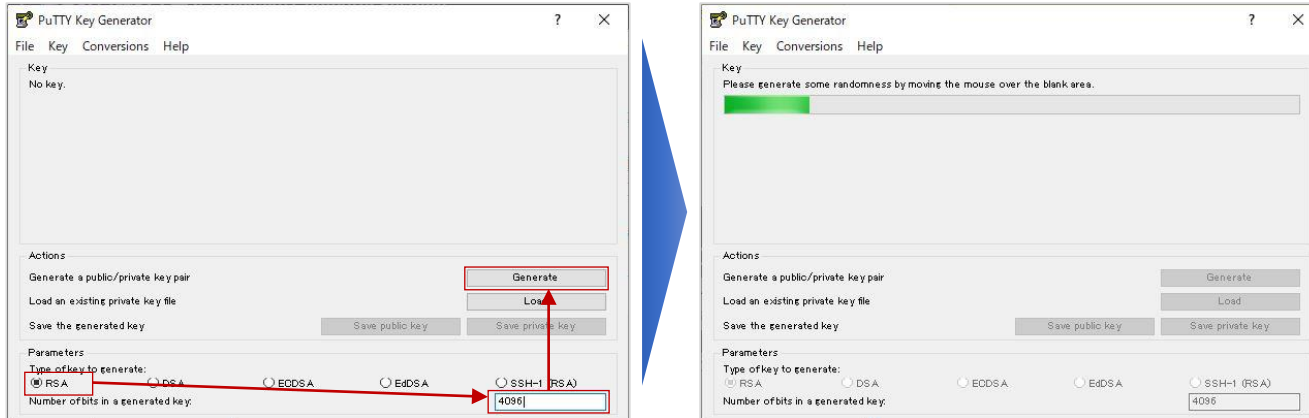 PuTTY Key Generator ? ×
File Key Conversions Help
Key
No key.
Actions
Generate a public/private key pair Generate
Load an existing private key file Load
Save the generated key Save public key Save private key
Parameters
Type of key to generate:
RSA DSA ECDSA EdDSA SSH-1 (RSA)
Number of bits in a generated key: 4096
PuTTY Key Generator ? ×
File Key Conversions Help
Key
Please generate some randomness by moving the mouse over the blank area.
Actions
Generate a public/private key pair Generate
Load an existing private key file Load
Save the generated key Save public key Save private key
Parameters
Type of key to generate:
RSA DSA ECDSA EdDSA SSH-1 (RSA)
Number of bits in a generated key: 4096